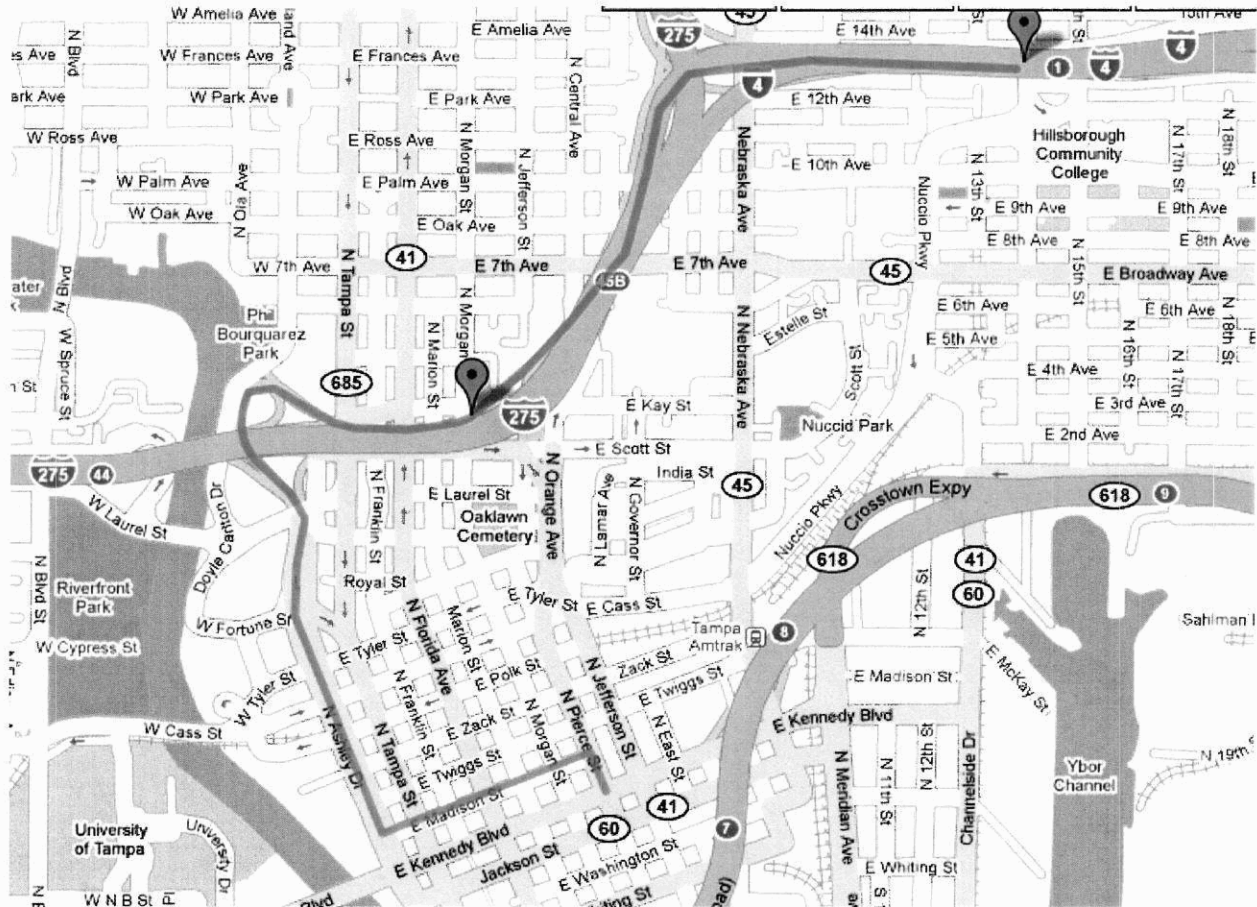 W Amelia Ave
E Amelia Ave
E 14th Ave
15th Ave
N Blvd
275
45
4
4
4
1
W Frances Ave
E Frances Ave
N Central Ave
W Park Ave
E Park Ave
E 12th Ave
W Ross Ave
E Ross Ave
N Morgan St
N Jefferson St
Nebraska Ave
E 10th Ave
Hillsborough
Community
College
N 17th St
N 18th St
W Palm Ave
E Palm Ave
N 13th St
Nuccio Pkwy
W Oak Ave
N Ola Ave
E Oak Ave
E 9th Ave
E 9th Ave
E 8th Ave
E 8th Ave
N Tampa St
41
W 7th Ave
E 7th Ave
E 7th Ave
45B
45
N 15th St
E Broadway Ave
N Blvd
W Spruce St
Phil
Bourquarez
Park
N Morgan
N Marion St
N Nebraska Ave
Estelle St
Scott St
E 6th Ave
E 6th Ave
E 5th Ave
N 16th St
N 17th St
N 18th St
685
E 4th Ave
E 3rd Ave
E 2nd Ave
275
E Kay St
Nuccio Park
E Scott St
275
44
India St
45
N Franklin St
E Laurel St
N Orange Ave
N Lamar Ave
N Governor St
Nuccio Pkwy
Crosstown Expy
618
9
W Laurel St
Doyle Carlton Dr
Oaklawn
Cemetery
618
41
60
N Blvd St
Riverfront
Park
Royal St
E Tyler St
E Cass St
N 12th St
W Fortune St
N Florida Ave
Marion St
Sahlman
W Cypress St
E Tyler St
E Polk St
Tampa
Amtrak
8
Zack St
E Twiggs St
E McKay St
W Tyler St
N Franklin St
N Jefferson St
E Madison St
W Cass St
N Ashley Dr
E Zack St
N Morgan St
N Pierce St
N East St
E Kennedy Blvd
N Tampa St
E Twiggs St
N Meridian Ave
N 11th St
N 12th St
Channelside Dr
Ybor
Channel
N 19th
E Madison St
41
60
7
University
of Tampa
University Dr
E Kennedy Blvd
Jackson St
E Washington St
E Whiting St
W N B St
Pl
Blvd